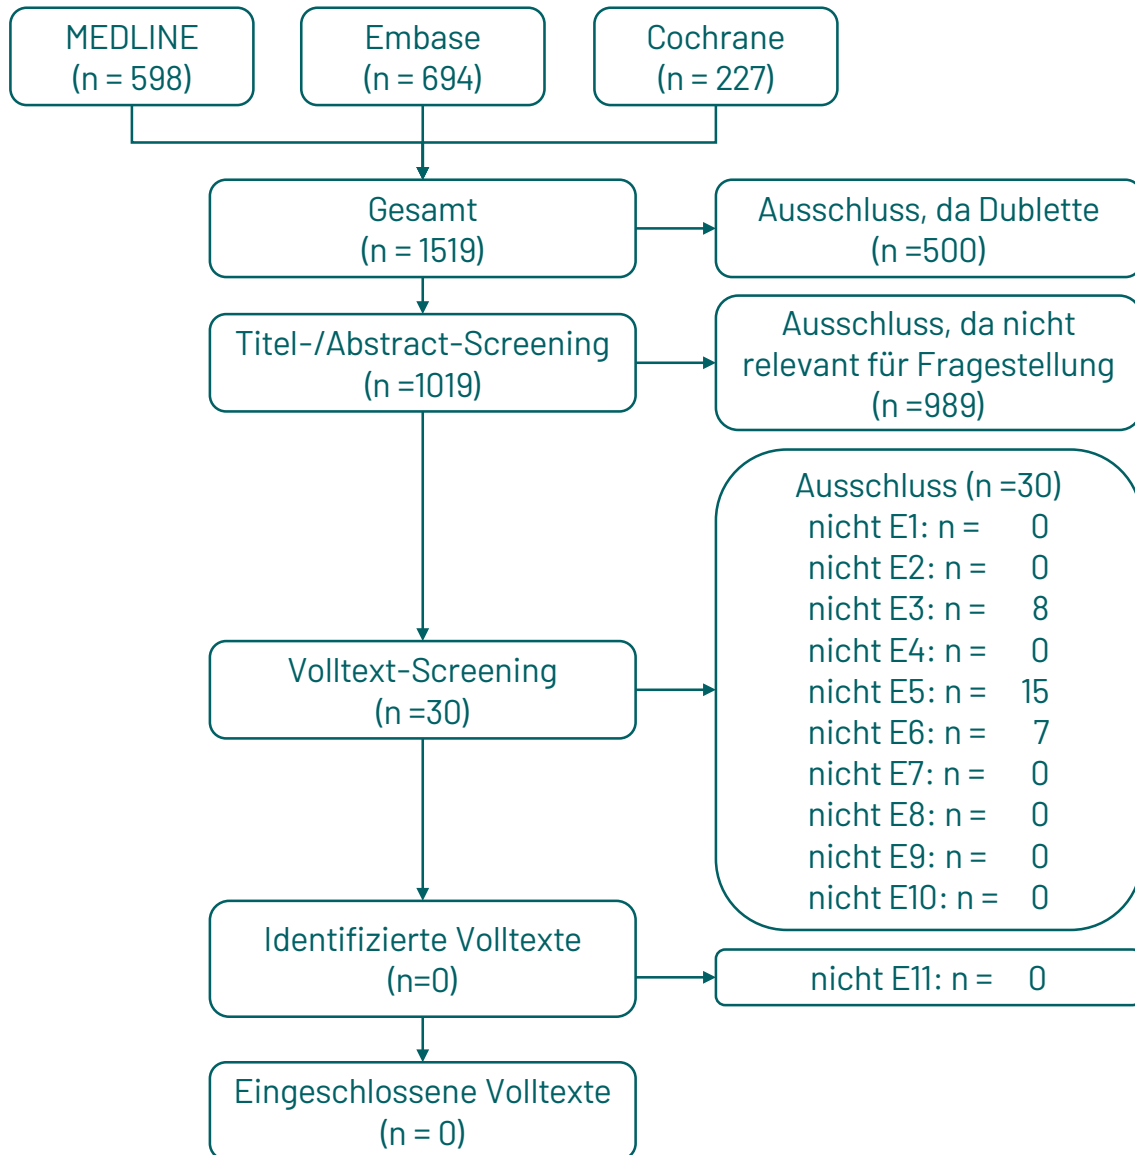 MEDLINE
(n = 598)
Embase
(n = 694)
Cochrane
(n = 227)
Gesamt
(n = 1519)
Ausschluss, da Dublette
(n =500)
Titel-/Abstract-Screening
(n =1019)
Ausschluss, da nicht
relevant für Fragestellung
(n =989)
Volltext-Screening
(n =30)
Ausschluss (n =30)
nicht E1: n = 0
nicht E2: n = 0
nicht E3: n = 8
nicht E4: n = 0
nicht E5: n = 15
nicht E6: n = 7
nicht E7: n = 0
nicht E8: n = 0
nicht E9: n = 0
nicht E10: n = 0
Identifizierte Volltexte
(n=0)
nicht E11: n = 0
Eingeschlossene Volltexte
(n = 0)